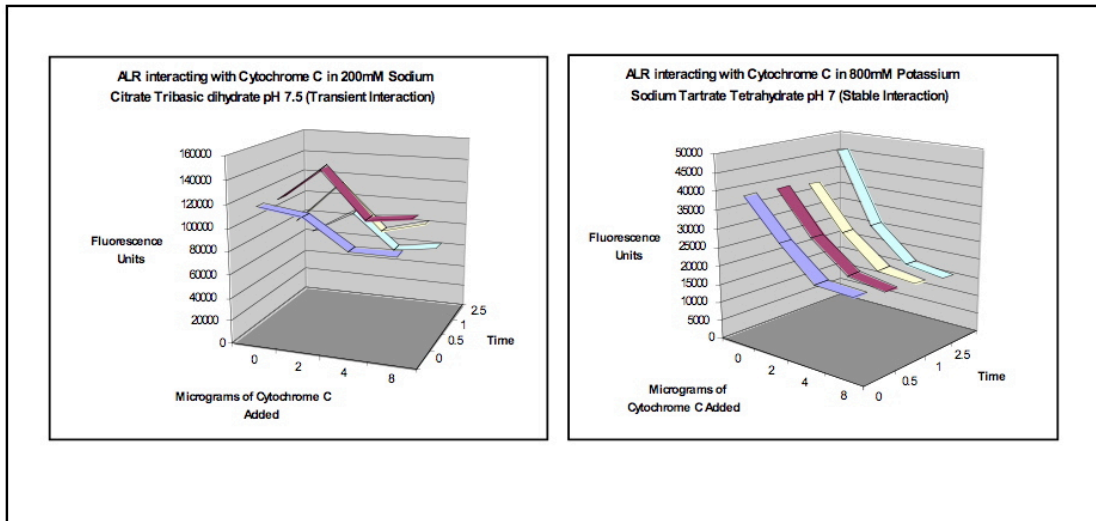 ALR interacting with Cytochrome C in 200mM Sodium
Citrate Tribasic dihydrate pH 7.5 (Transient Interaction)
160000
140000
120000
100000
80000
60000
40000
20000
0
Fluorescence
Units
0
2
4
8
Micrograms of Cytochrome C
Added
0
0.5
1
2.5
Time
ALR interacting with Cytochrome C in 800mM Potassium
Sodium Tartrate Tetrahydrate pH 7 (Stable Interaction)
50000
45000
40000
35000
30000
25000
20000
15000
10000
5000
0
Fluorescence
Units
0
2
4
8
Micrograms of
Cytochrome C Added
0
0.5
1
2.5
Time